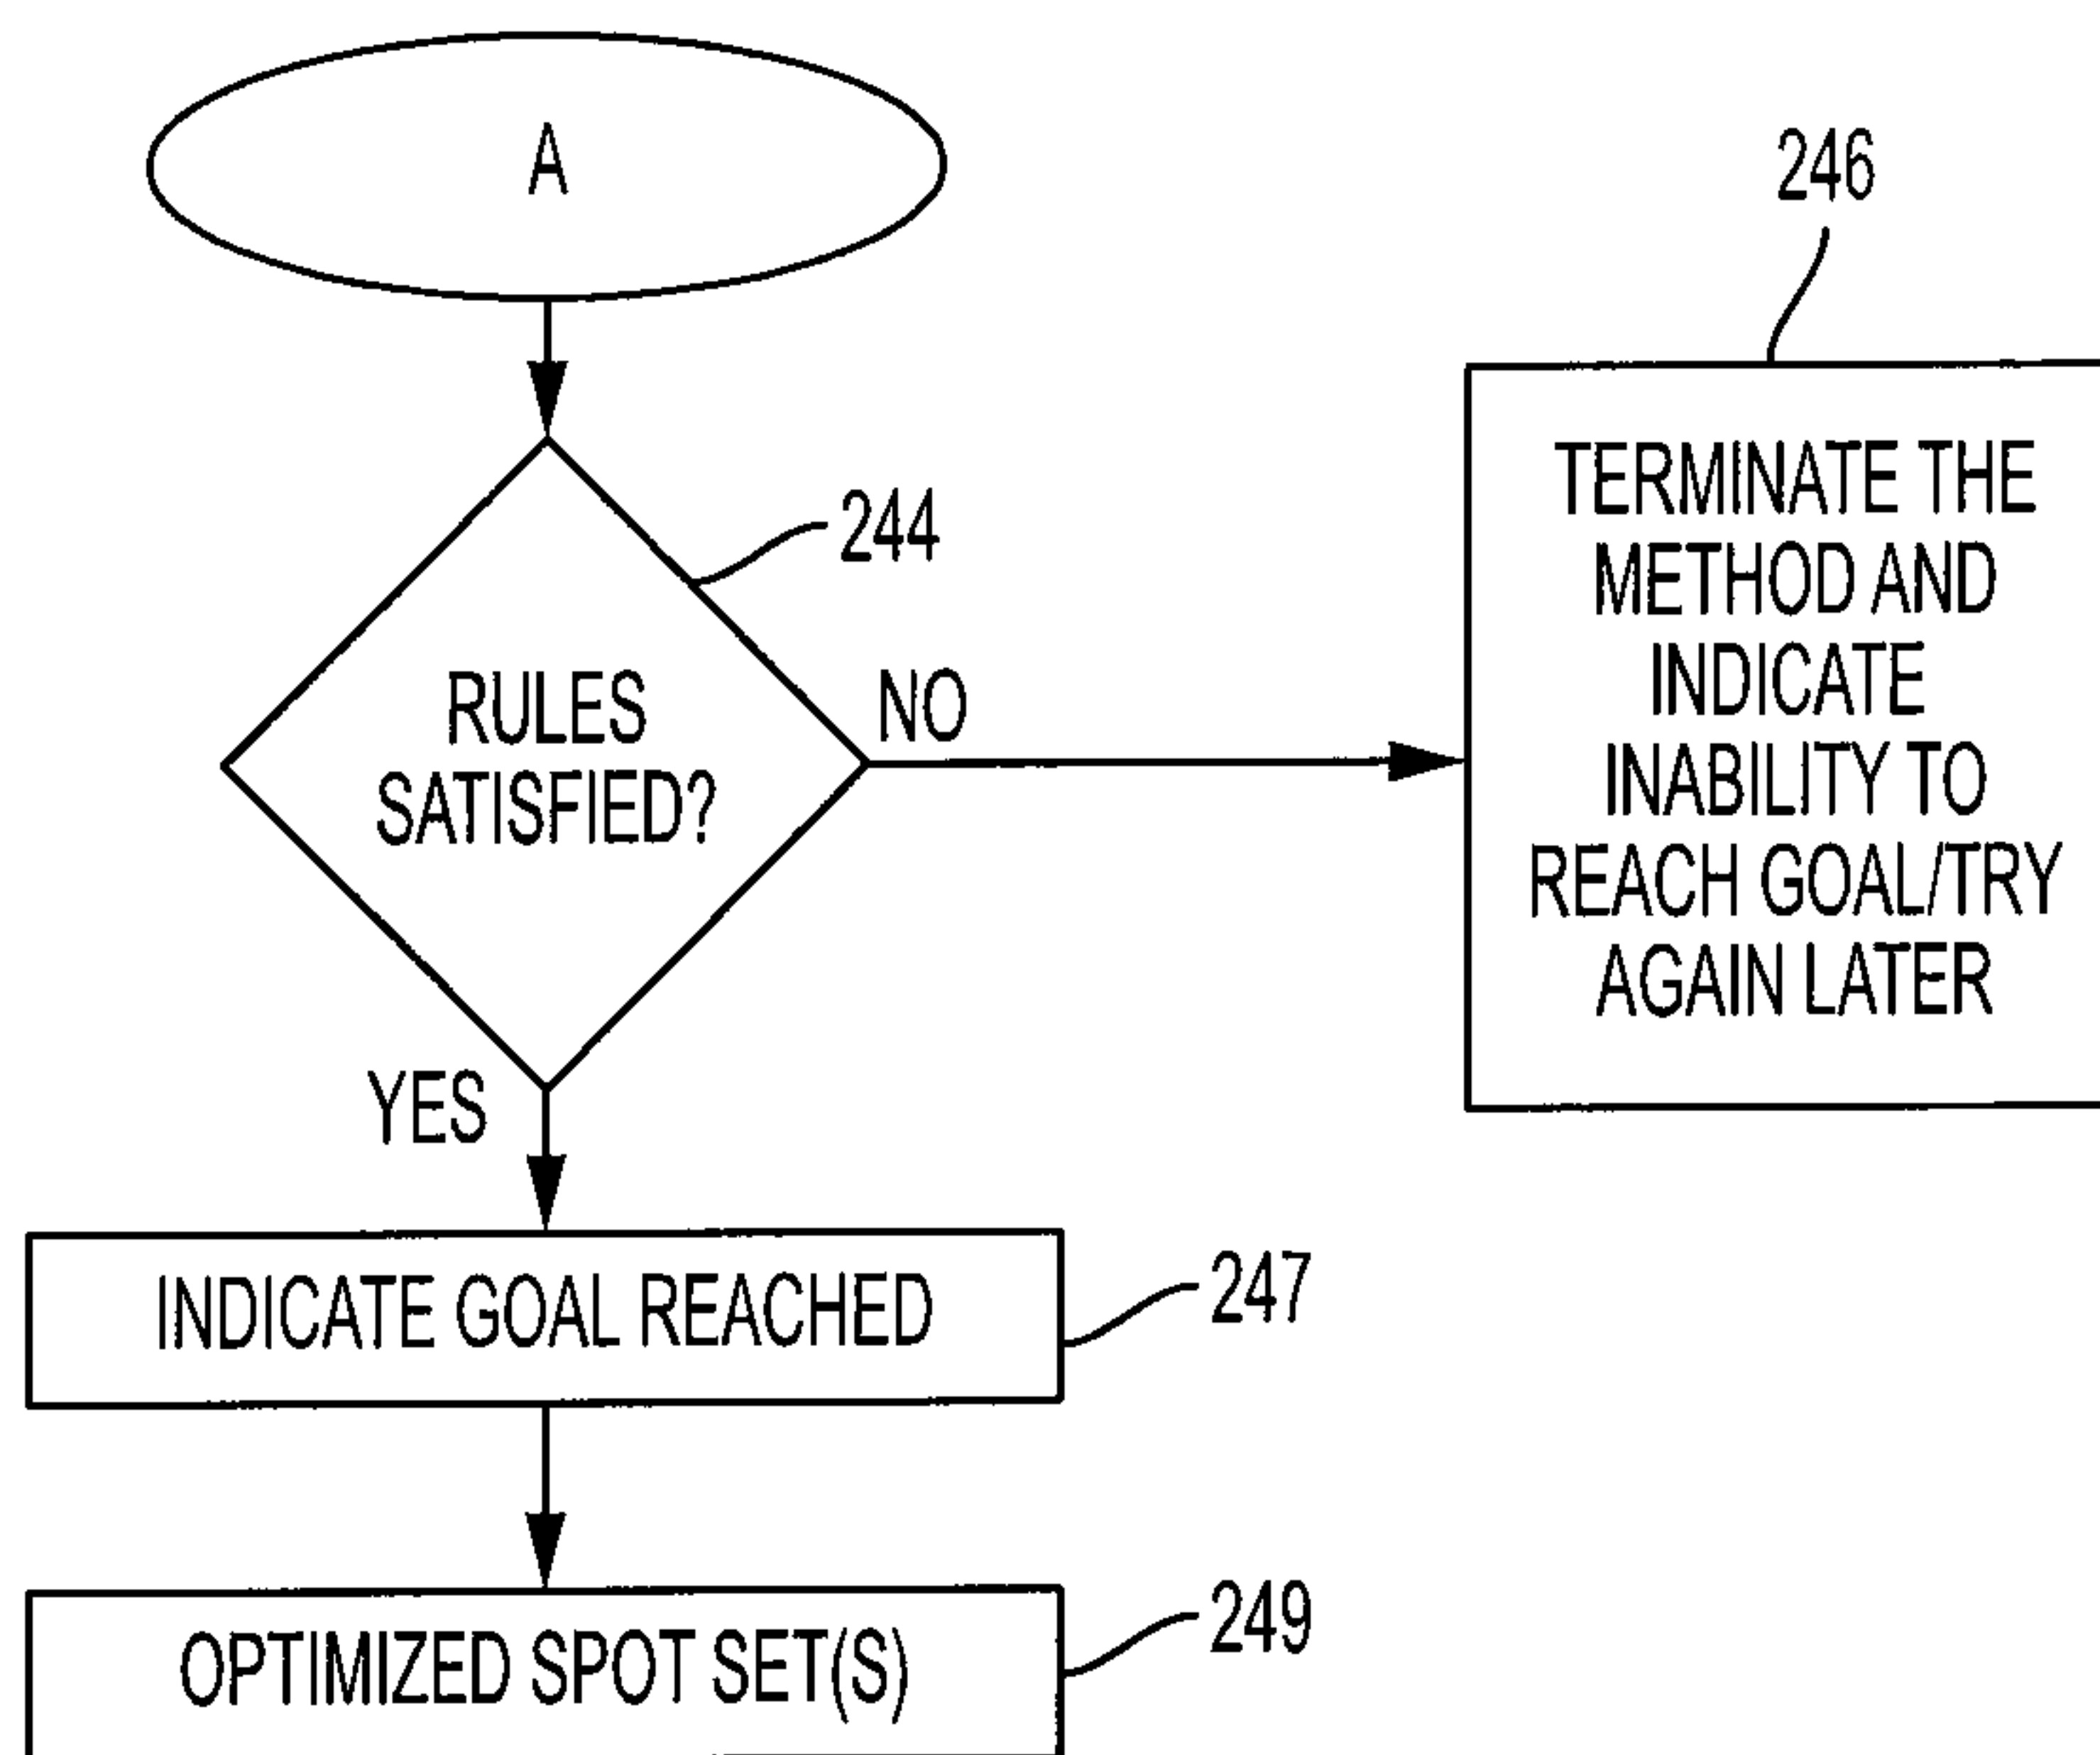 A
246
244
RULES
SATISFIED?
NO
TERMINATE THE
METHOD AND
INDICATE
INABILITY TO
REACH GOAL/TRY
AGAIN LATER
YES
INDICATE GOAL REACHED
247
OPTIMIZED SPOT SET(S)
249